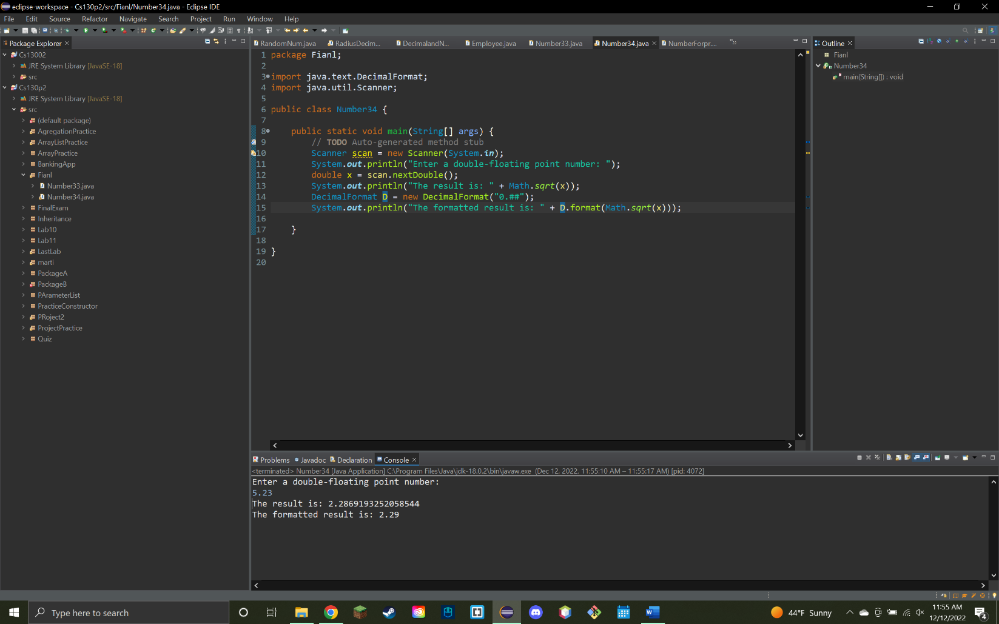 eclipse-workspace - Cs130p2/src/Fianl/Number34.java - Eclipse IDE
File Edit Source Refactor Navigate Search Project Run Window Help
Package Explorer
Cs13002
JRE System Library [JavaSE-18]
src
Cs130p2
JRE System Library [JavaSE-18]
src
(default package)
AgregationPractice
ArrayListPractice
ArrayPractice
BankingApp
Fianl
Number33.java
Number34.java
FinalExam
Inheritance
Lab10
Lab11
LastLab
marti
PackageA
PackageB
PArameterList
PracticeConstructor
PRoject2
ProjectPractice
Quiz
RandomNum.java RadiusDecim... DecimalandN... Employee.java Number33.java Number34.java NumberForpr....
1 package Fianl;
2
3 import java.text.DecimalFormat;
4 import java.util.Scanner;
5
6 public class Number34 {
7
8 public static void main(String[] args) {
9 // TODO Auto-generated method stub
10 Scanner scan = new Scanner(System.in);
11 System.out.println("Enter a double-floating point number: ");
12 double x = scan.nextDouble();
13 System.out.println("The result is: " + Math.sqrt(x));
14 DecimalFormat D = new DecimalFormat("0.##");
15 System.out.println("The formatted result is: " + D.format(Math.sqrt(x)));
16
17 }
18
19 }
20
Outline
Fianl
Number34
main(String[]) : void
Problems Javadoc Declaration Console
<terminated> Number34 [Java Application] C:\Program Files\Java\jdk-18.0.2\bin\javaw.exe (Dec 12, 2022, 11:55:10 AM – 11:55:17 AM) [pid: 4072]
Enter a double-floating point number:
5.23
The result is: 2.2869193252058544
The formatted result is: 2.29
Type here to search
44°F Sunny
11:55 AM
12/12/2022
4